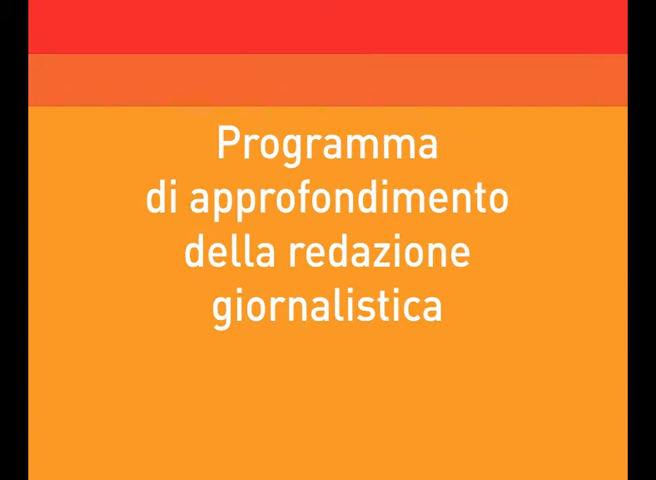 Programma
di approfondimento
della redazione
giornalistica